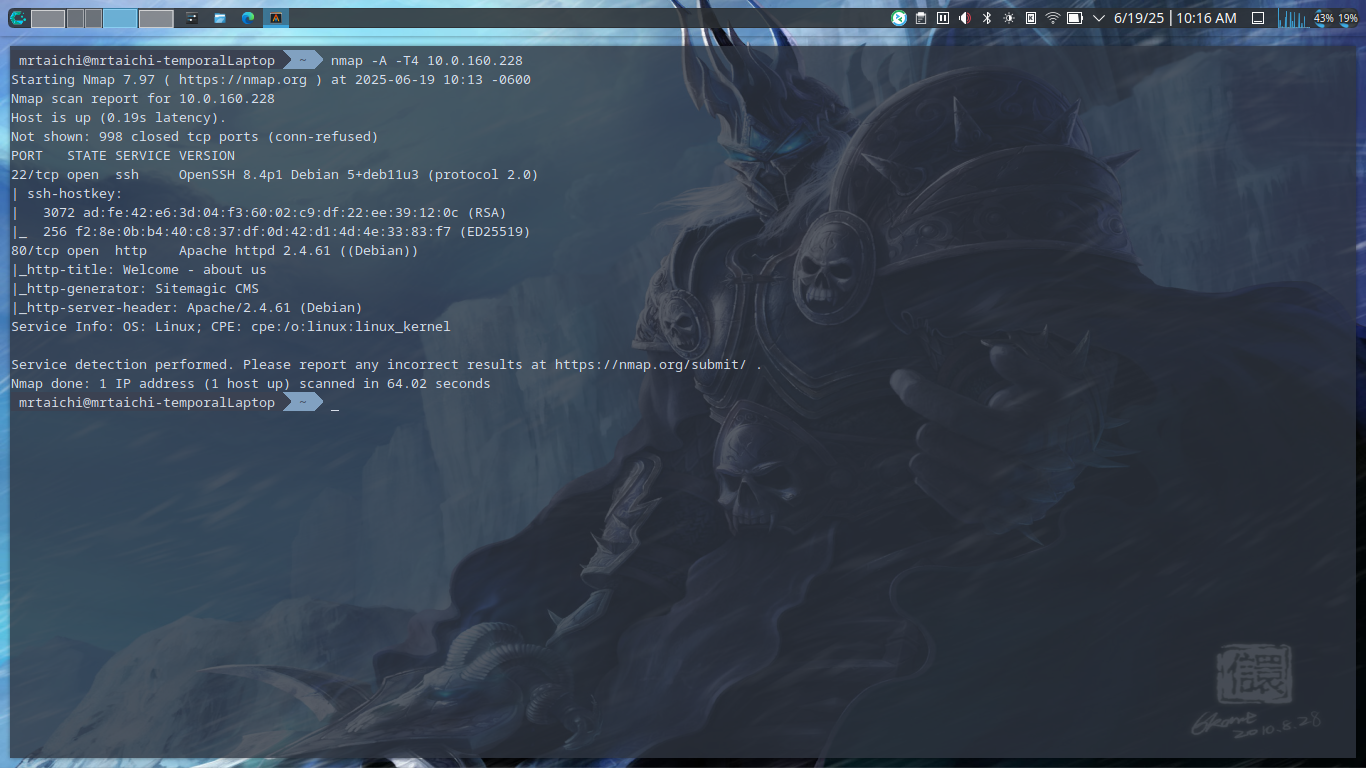 6/19/25 | 10:16 AM 43% 19%
mrtaichi@mrtaichi-temporalLaptop ~ nmap -A -T4 10.0.160.228
Starting Nmap 7.97 ( https://nmap.org ) at 2025-06-19 10:13 -0600
Nmap scan report for 10.0.160.228
Host is up (0.19s latency).
Not shown: 998 closed tcp ports (conn-refused)
PORT   STATE SERVICE VERSION
22/tcp open  ssh     OpenSSH 8.4p1 Debian 5+deb11u3 (protocol 2.0)
| ssh-hostkey:
|   3072 ad:fe:42:e6:3d:04:f3:60:02:c9:df:22:ee:39:12:0c (RSA)
|_  256 f2:8e:0b:b4:40:c8:37:df:0d:42:d1:4d:4e:33:83:f7 (ED25519)
80/tcp open  http    Apache httpd 2.4.61 ((Debian))
|_http-title: Welcome - about us
|_http-generator: Sitemagic CMS
|_http-server-header: Apache/2.4.61 (Debian)
Service Info: OS: Linux; CPE: cpe:/o:linux:linux_kernel
Service detection performed. Please report any incorrect results at https://nmap.org/submit/ .
Nmap done: 1 IP address (1 host up) scanned in 64.02 seconds
mrtaichi@mrtaichi-temporalLaptop ~ _
2010.8.28